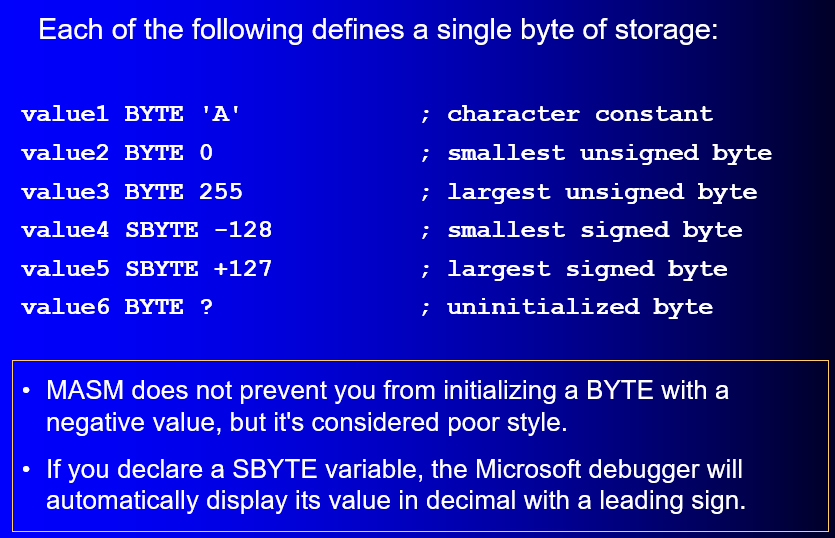 Each of the following defines a single byte of storage:
value1 BYTE 'A' ; character constant
value2 BYTE 0 ; smallest unsigned byte
value3 BYTE 255 ; largest unsigned byte
value4 SBYTE -128 ; smallest signed byte
value5 SBYTE +127 ; largest signed byte
value6 BYTE ? ; uninitialized byte
• MASM does not prevent you from initializing a BYTE with a
negative value, but it's considered poor style.
• If you declare a SBYTE variable, the Microsoft debugger will
automatically display its value in decimal with a leading sign.